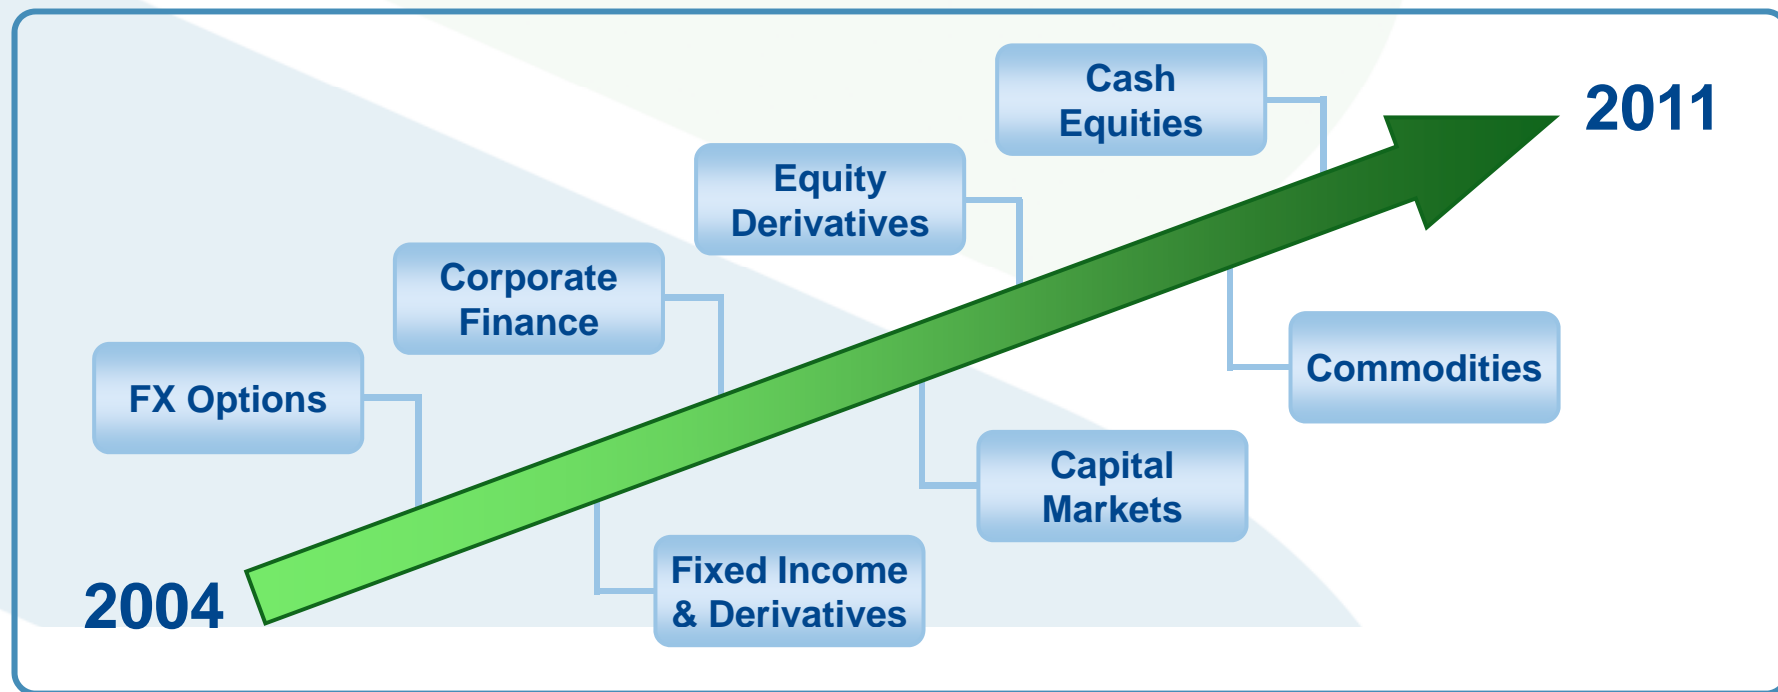 Cash
Equities
2011
Equity
Derivatives
Corporate
Finance
Commodities
FX Options
Capital
Markets
Fixed Income
& Derivatives
2004